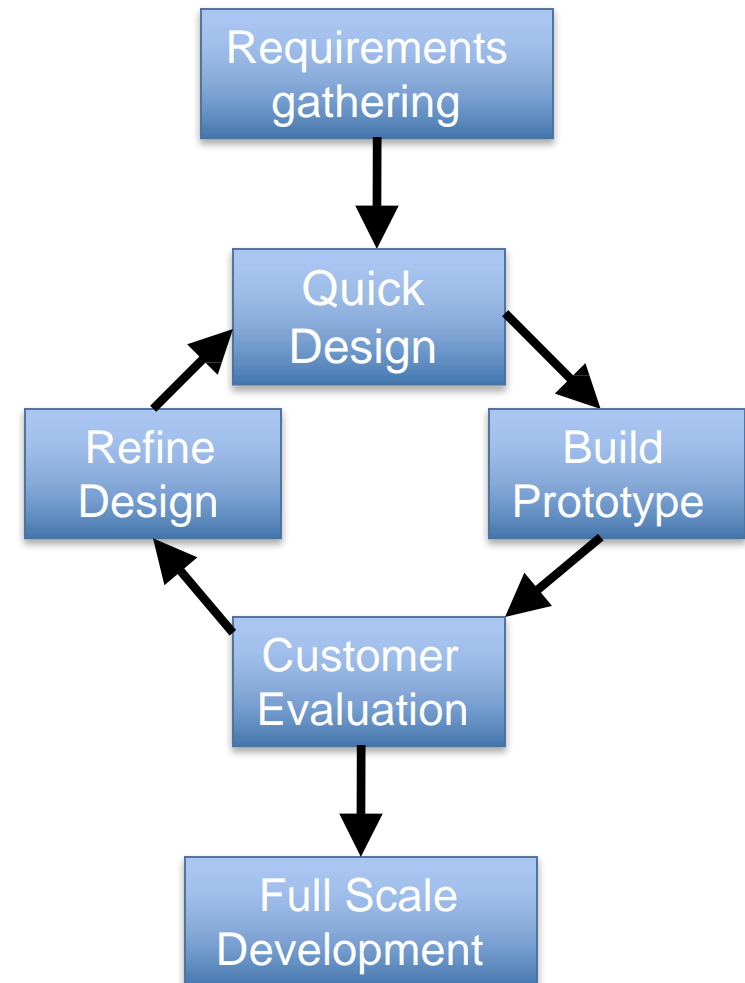 Requirements
gathering
Quick
Design
Refine
Design
Build
Prototype
Customer
Evaluation
Full Scale
Development